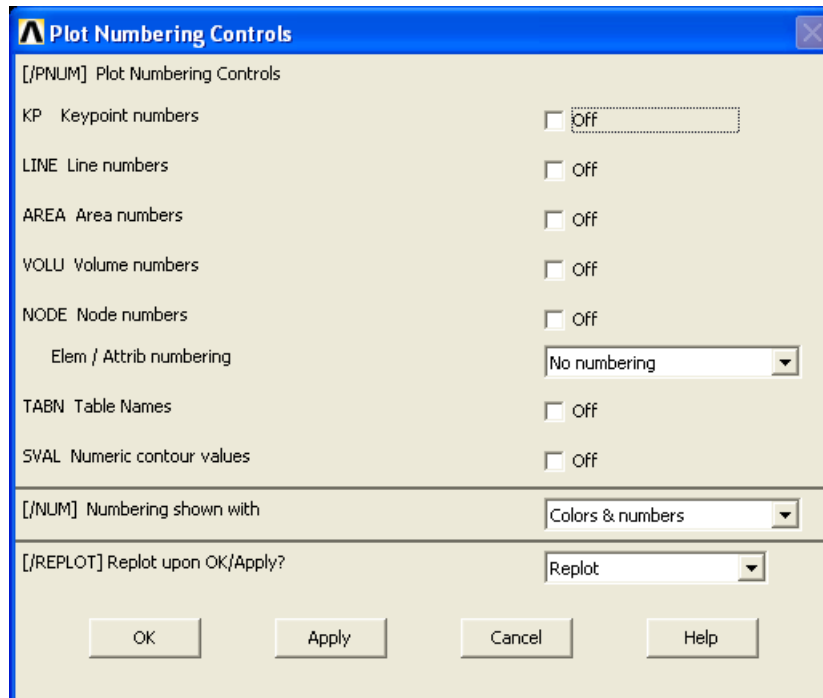 Plot Numbering Controls
[/PNUM] Plot Numbering Controls
KP Keypoint numbers Off
LINE Line numbers Off
AREA Area numbers Off
VOLU Volume numbers Off
NODE Node numbers Off
Elem / Attrib numbering No numbering
TABN Table Names Off
SVAL Numeric contour values Off
[/NUM] Numbering shown with Colors & numbers
[/REPLOT] Replot upon OK/Apply? Replot
OK Apply Cancel Help